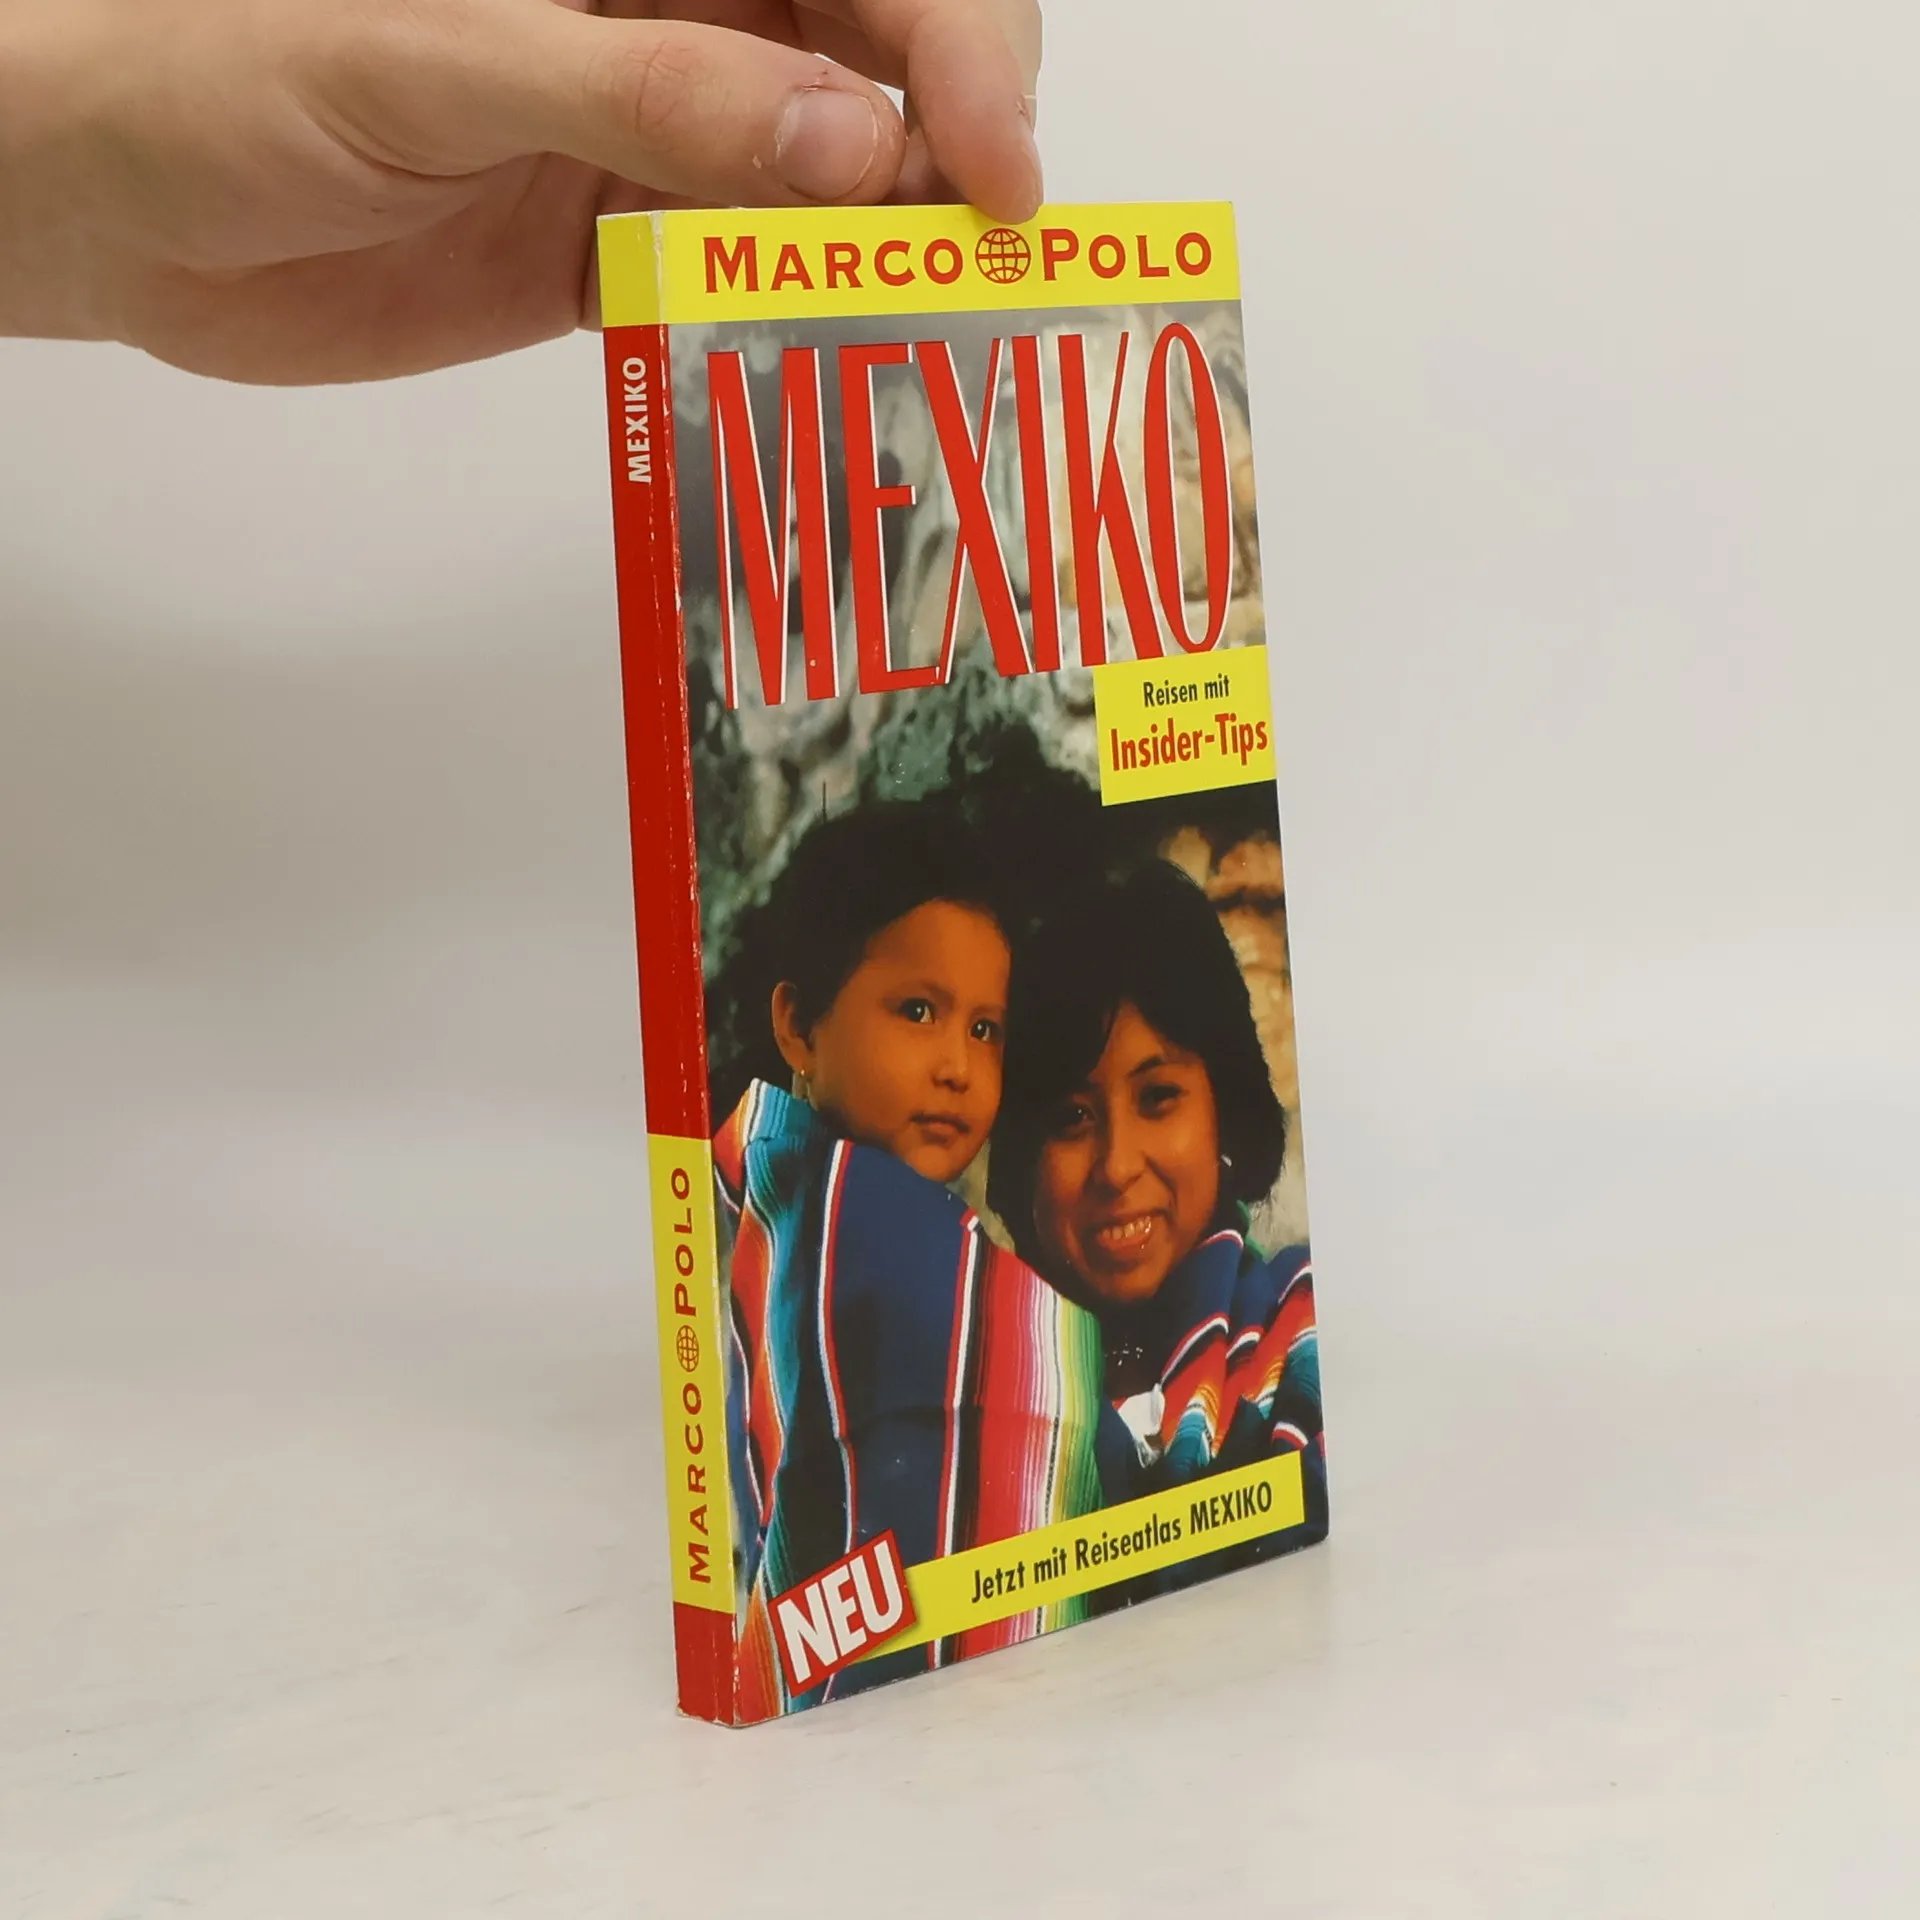 MARCO POLO
MEXIKO
Reisen mit
Insider-Tips
NEU
Jetzt mit Reiseatlas MEXIKO
MEXIKO
MARCO POLO